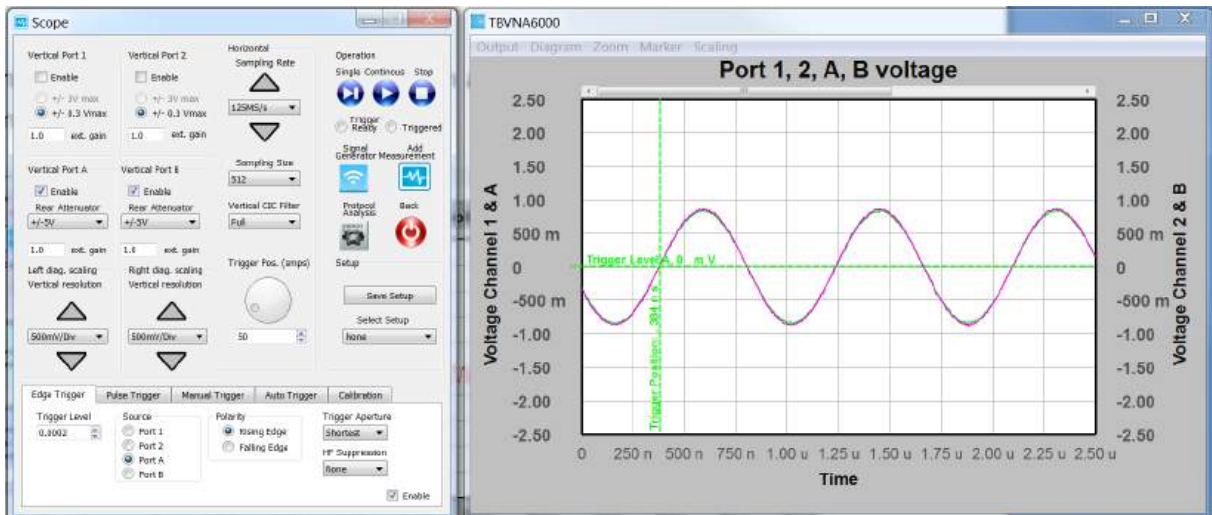 Scope
Vertical Port 1
Enable
+/- 3V max
+/- 0.3 Vmax
1.0 ext. gain
Vertical Port 2
Enable
+/- 3V max
+/- 0.3 Vmax
1.0 ext. gain
Horizontal
Sampling Rate
125MS/s
Operation
Single Continous Stop
Trigger Ready
Triggered
Signal Generator
Add Measurement
Vertical Port A
Enable
Rear Attenuator
+/-5V
1.0 ext. gain
Left diag. scaling
Vertical resolution
500mV/Div
Vertical Port B
Enable
Rear Attenuator
+/-5V
1.0 ext. gain
Right diag. scaling
Vertical resolution
500mV/Div
Sampling Size
512
Vertical CIC Filter
Full
Trigger Pos. (amps)
50
Protocol Analysis
Back
Setup
Save Setup
Select Setup
None
Edge Trigger
Pulse Trigger
Manual Trigger
Auto Trigger
Calibration
Trigger Level
0.0002
Source
Port 1
Port 2
Port A
Port B
Polarity
Rising Edge
Falling Edge
Trigger Aperture
Shortest
HF Suppression
None
Enable
TBVNA6000
Output Diagram Zoom Marker Scaling
Port 1, 2, A, B voltage
Voltage Channel 1 & A
2.50
2.00
1.50
1.00
500 m
0
-500 m
-1.00
-1.50
-2.00
-2.50
Trigger Level A, 0 m V
Trigger Position, 384 n s
2.50
2.00
1.50
1.00
500 m
0
-500 m
-1.00
-1.50
-2.00
-2.50
Voltage Channel 2 & B
0 250 n 500 n 750 n 1.00 u 1.25 u 1.50 u 1.75 u 2.00 u 2.25 u 2.50 u
Time